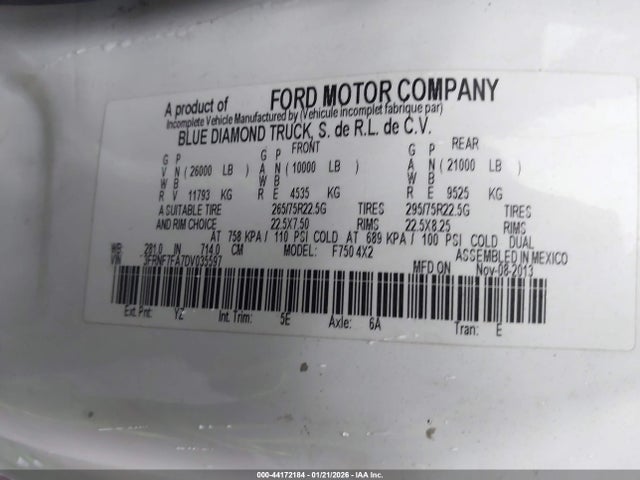 A product of FORD MOTOR COMPANY
Incomplete Vehicle Manufactured by (Vehicule incomplet fabrique par)
BLUE DIAMOND TRUCK, S. de R.L. de C.V.
FRONT REAR
G P G P G P
V N ( 26000 LB ) A N ( 10000 LB ) A N ( 21000 LB )
W B W B W B
R V 11793 KG R E 4535 KG R E 9525 KG
A SUITABLE TIRE 265/75R22.5G TIRES 295/75R22.5G TIRES
AND RIM CHOICE 22.5X7.50 RIMS 22.5X8.25 RIMS
AT 758 KPA / 110 PSI COLD AT 689 KPA / 100 PSI COLD DUAL
WB: 281.0 IN 714.0 CM MODEL: F750 4X2 ASSEMBLED IN MEXICO
VIN 3FRNF7FA7DV035597 MFD ON Nov-08-2013
Ext. Pnt: YZ Int. Trim: 5E Axle: 6A Tran: E
000-44172184 - 01/21/2026 - IAA Inc.